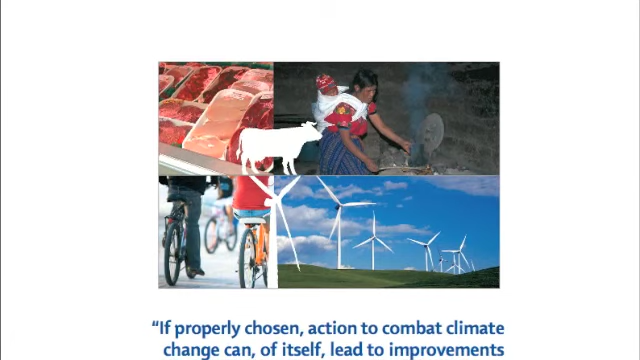 “If properly chosen, action to combat climate
change can, of itself, lead to improvements